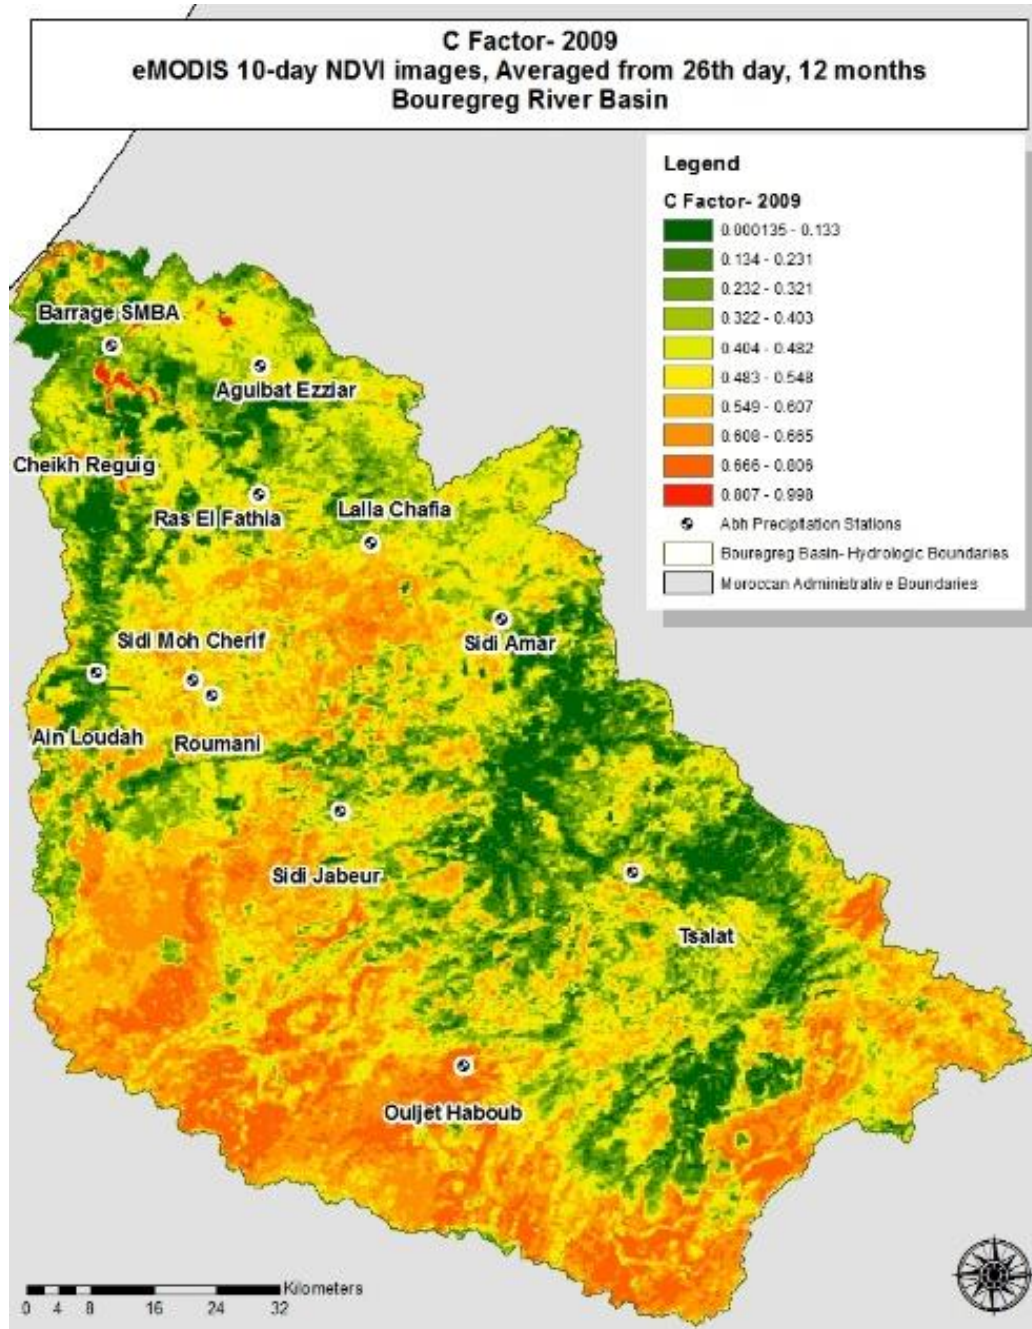 C Factor- 2009
eMODIS 10-day NDVI images, Averaged from 26th day, 12 months
Bouregreg River Basin
Legend
C Factor- 2009
0.000135 - 0.133
0.134 - 0.231
0.232 - 0.321
0.322 - 0.403
0.404 - 0.482
0.483 - 0.548
0.549 - 0.607
0.608 - 0.665
0.666 - 0.806
0.807 - 0.998
Abh Precipitation Stations
Bouregreg Basin- Hydrologic Boundaries
Moroccan Administrative Boundaries
Barrage SMBA
Aguibat Ezziar
Cheikh Reguig
Ras El Fathia
Lalla Chafia
Sidi Moh Cherif
Sidi Amar
Ain Loudah
Roumani
Sidi Jabeur
Tsalat
Ouljet Haboub
Kilometers
0 4 8 16 24 32